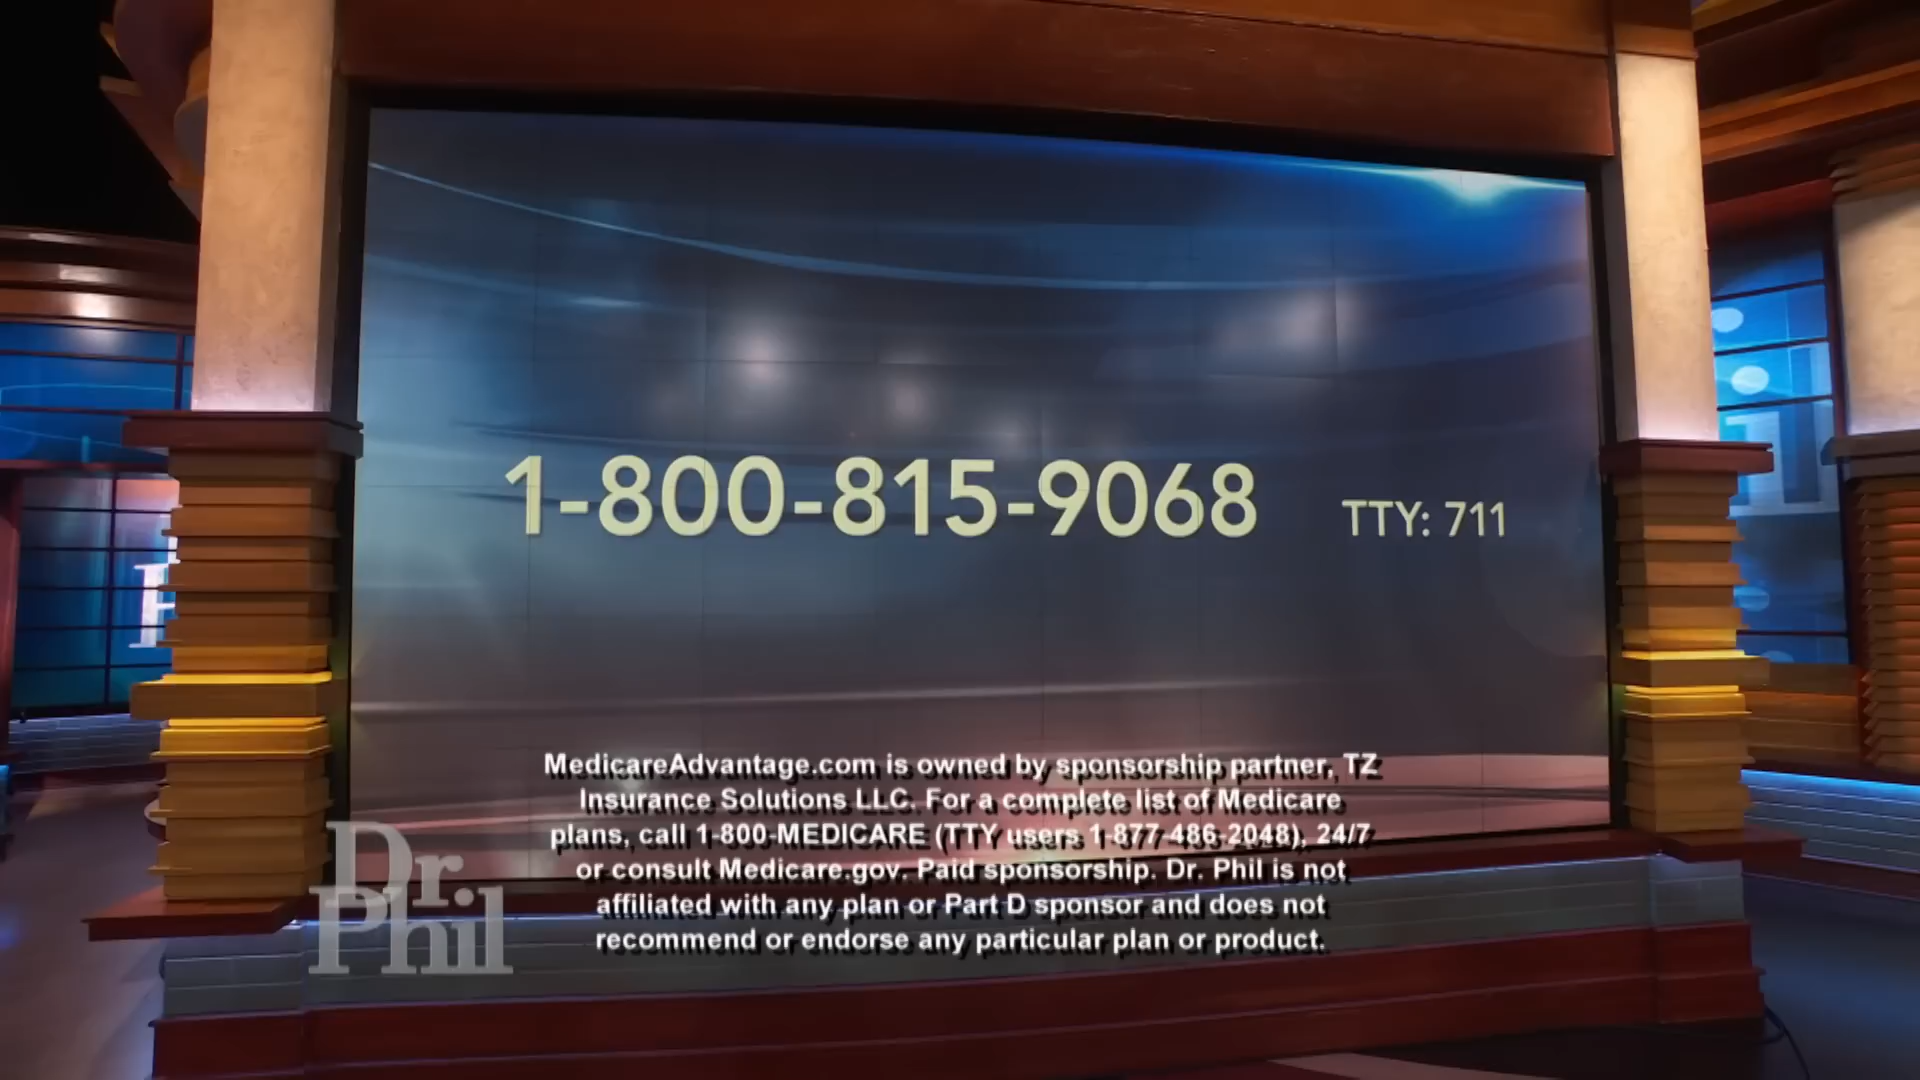 1-800-815-9068 TTY: 711
MedicareAdvantage.com is owned by sponsorship partner, TZ
Insurance Solutions LLC. For a complete list of Medicare
plans, call 1-800-MEDICARE (TTY users 1-877-486-2048), 24/7
or consult Medicare.gov. Paid sponsorship. Dr. Phil is not
affiliated with any plan or Part D sponsor and does not
recommend or endorse any particular plan or product.
Dr.
Phil